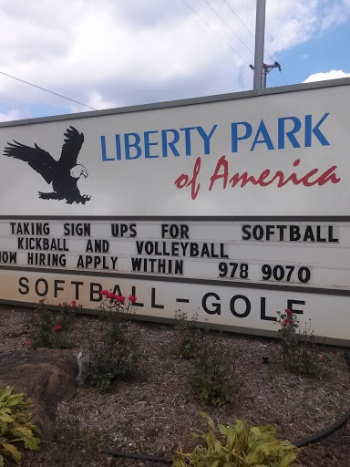 LIBERTY PARK
of America
TAKING SIGN UPS FOR SOFTBALL
KICKBALL AND VOLLEYBALL
NOW HIRING APPLY WITHIN 978 9070
SOFTBALL-GOLF